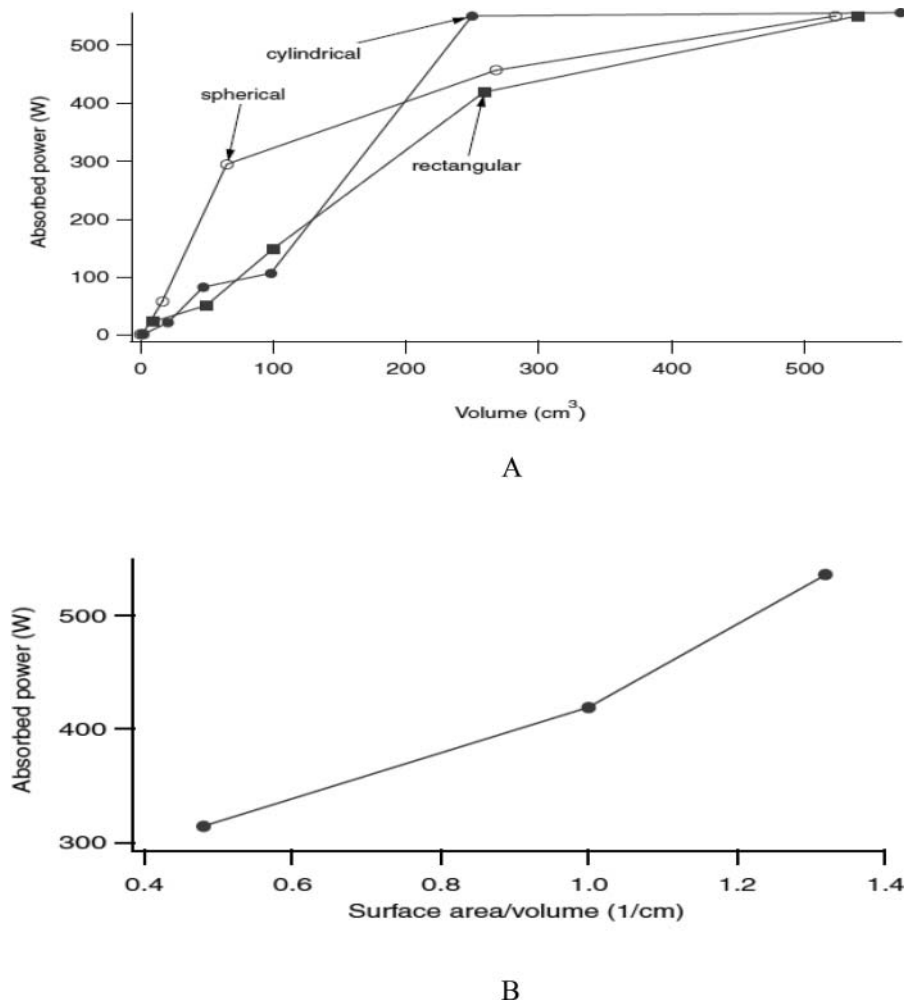 500
cylindrical
spherical
400
300
rectangular
200
100
0
Absorbed power (W)
0 100 200 300 400 500
Volume (cm³)
A
500
400
300
Absorbed power (W)
0.4 0.6 0.8 1.0 1.2 1.4
Surface area/volume (1/cm)
B